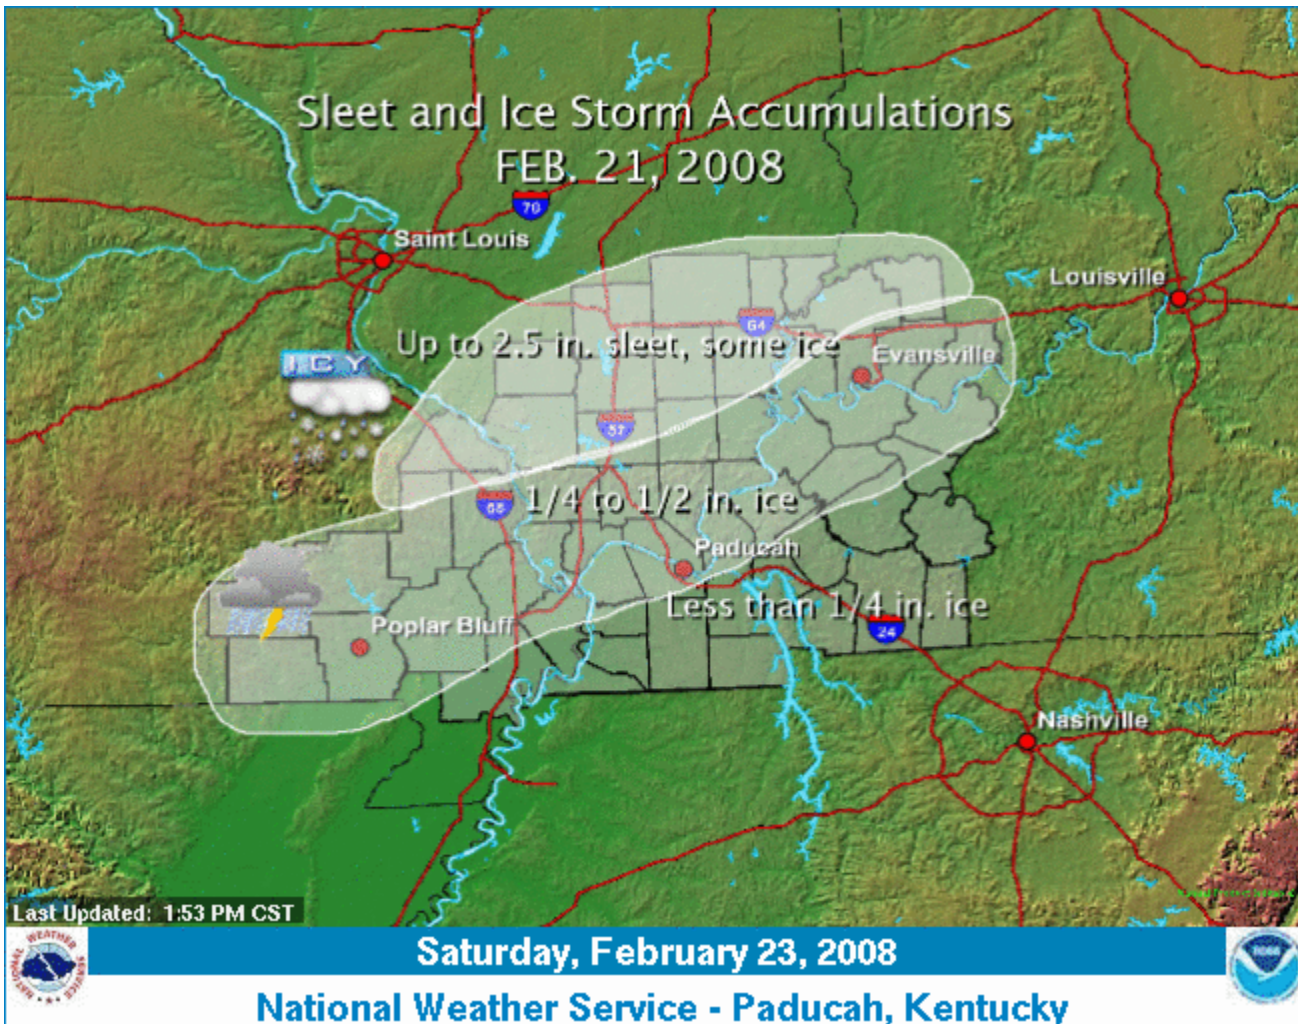 Sleet and Ice Storm Accumulations
FEB. 21, 2008
70
Saint Louis
Louisville
64
Up to 2.5 in. sleet, some ice
Evansville
ICY
57
1/4 to 1/2 in. ice
Paducah
Less than 1/4 in. ice
24
Poplar Bluff
Nashville
Last Updated: 1:53 PM CST
NATIONAL WEATHER SERVICE
Saturday, February 23, 2008
National Weather Service - Paducah, Kentucky